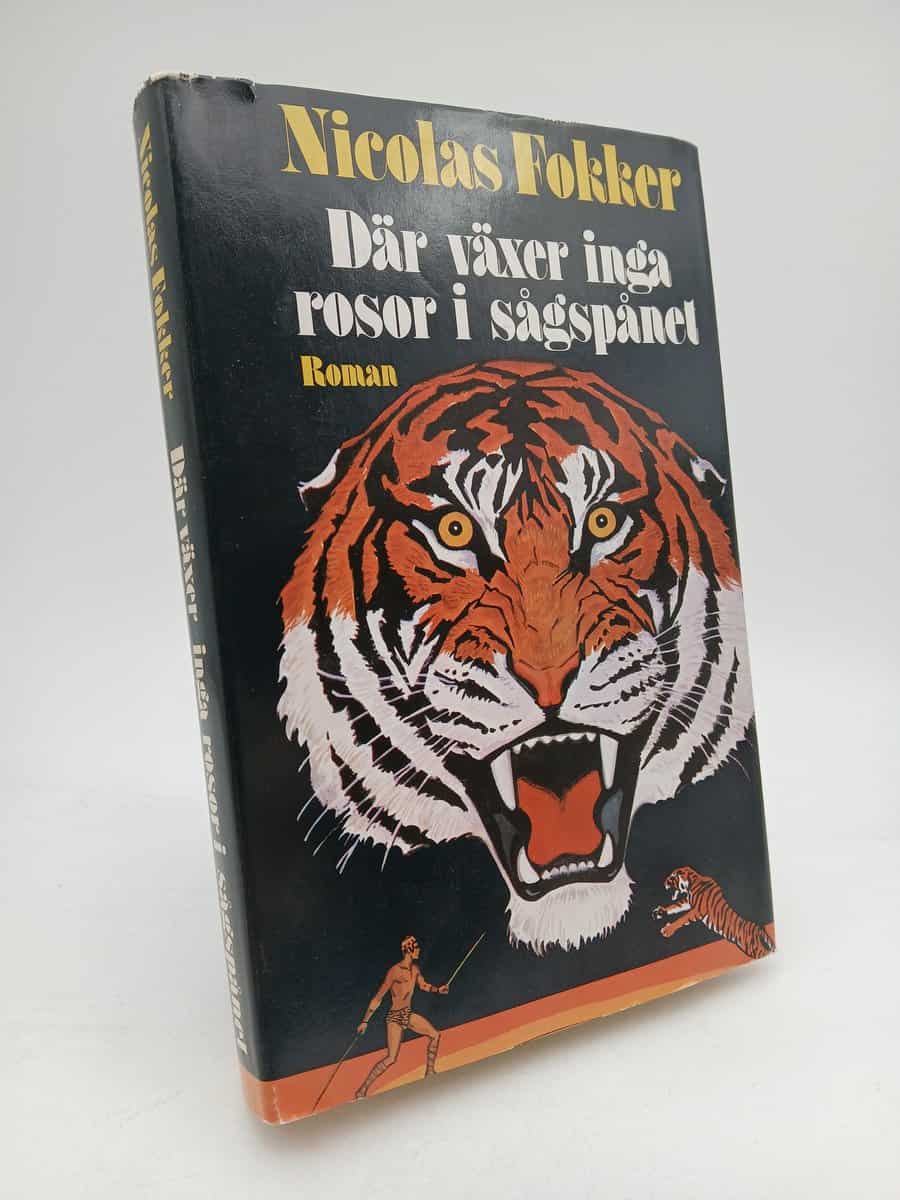 Nicolas Fokker
Där växer inga
rosor i sågspånet
Roman
Nicolas Fokker Där växer inga rosor i sågspånet